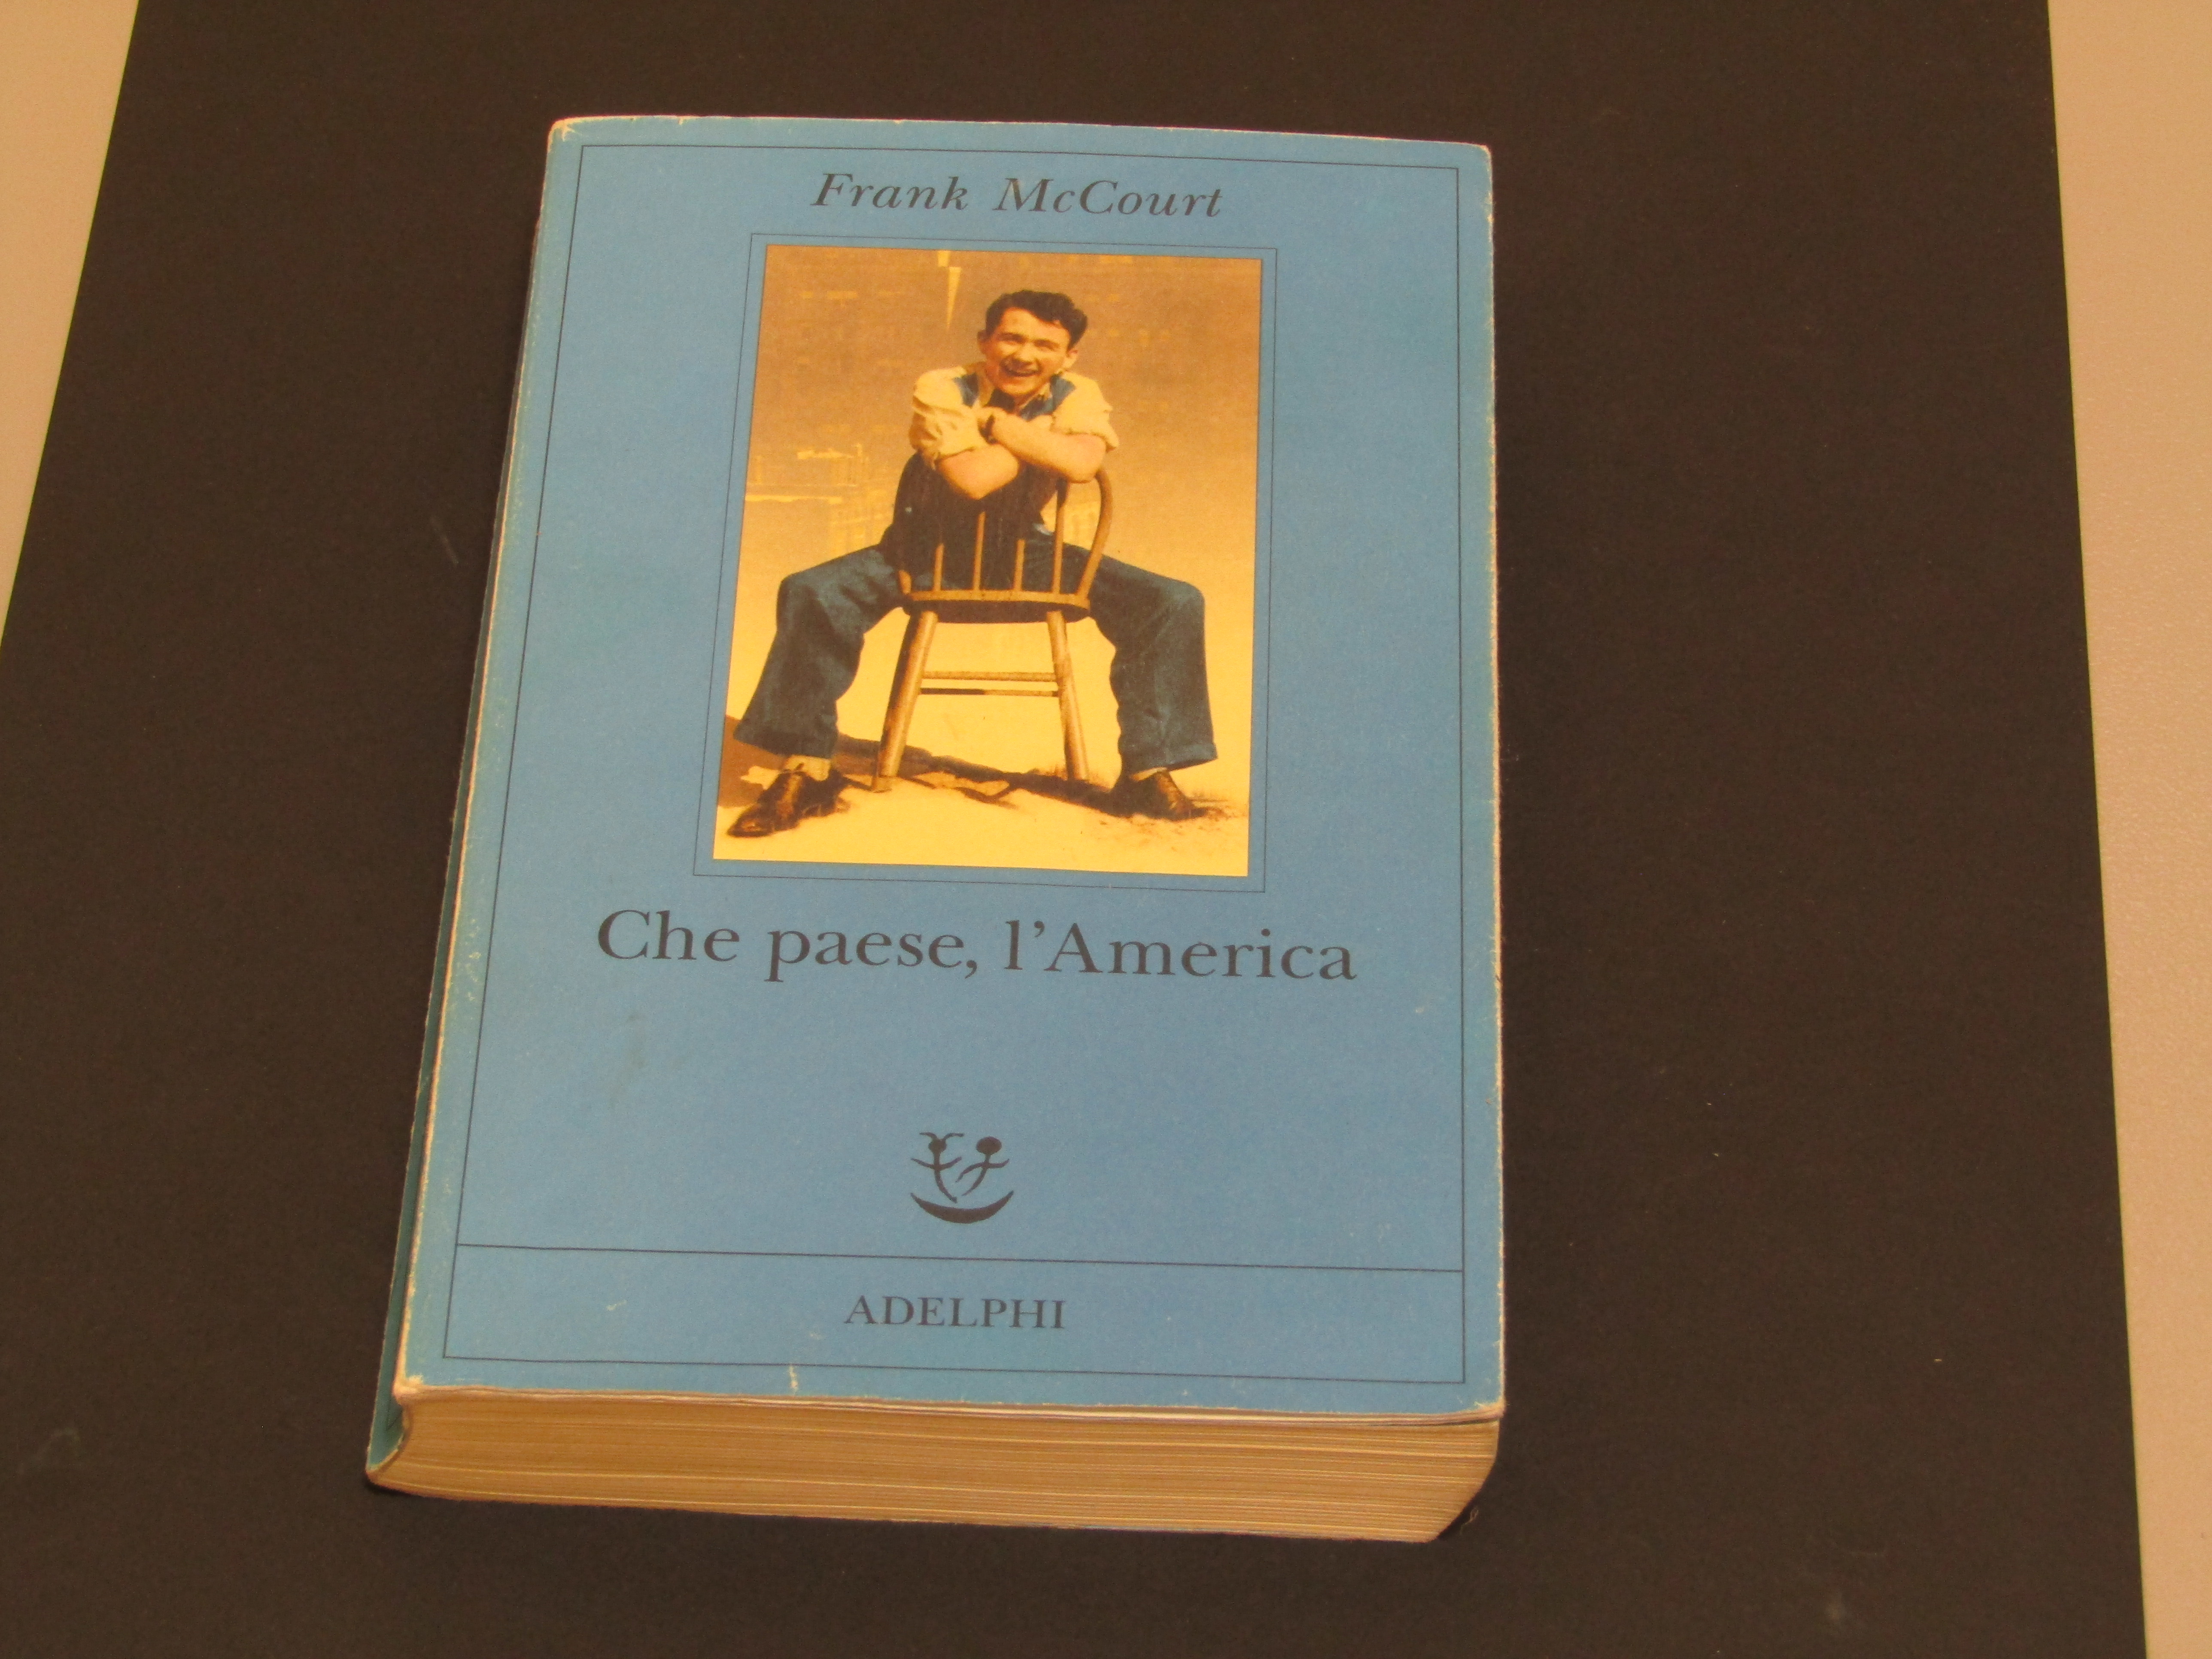 Frank McCourt
Che paese, l’America
ADELPHI